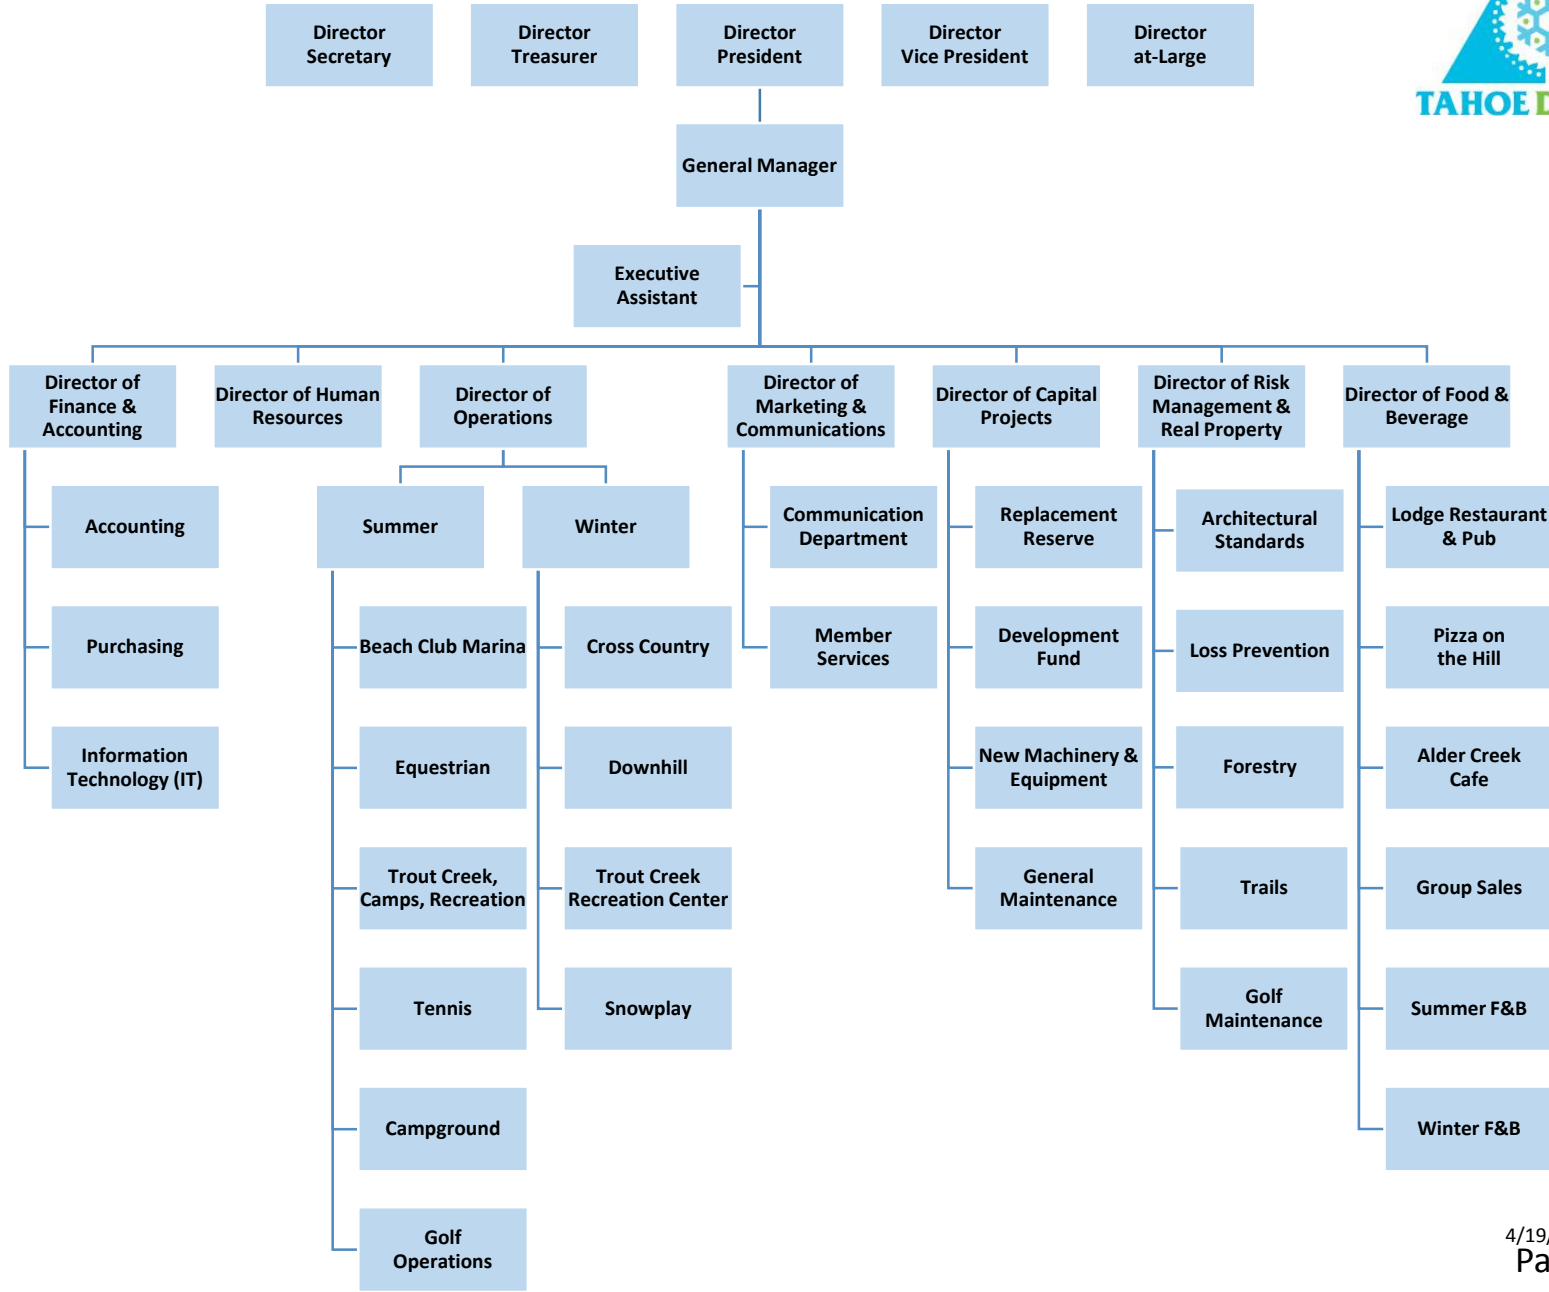 Director
Secretary
Director
Treasurer
Director
President
Director
Vice President
Director
at-Large
TAHOE D
General Manager
Executive
Assistant
Director of
Finance &
Accounting
Director of Human
Resources
Director of
Operations
Director of
Marketing &
Communications
Director of Capital
Projects
Director of Risk
Management &
Real Property
Director of Food &
Beverage
Accounting
Purchasing
Information
Technology (IT)
Summer
Beach Club Marina
Equestrian
Trout Creek,
Camps, Recreation
Tennis
Campground
Golf
Operations
Winter
Cross Country
Downhill
Trout Creek
Recreation Center
Snowplay
Communication
Department
Member
Services
Replacement
Reserve
Development
Fund
New Machinery &
Equipment
General
Maintenance
Architectural
Standards
Loss Prevention
Forestry
Trails
Golf
Maintenance
Lodge Restaurant
& Pub
Pizza on
the Hill
Alder Creek
Cafe
Group Sales
Summer F&B
Winter F&B
4/19/
Pa